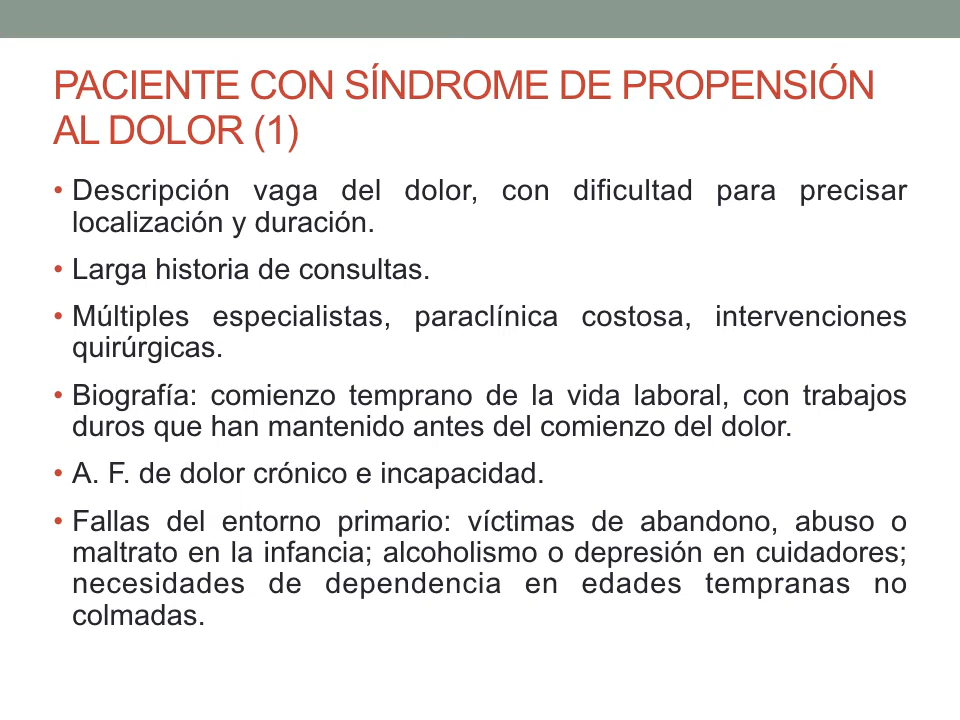 PACIENTE CON SÍNDROME DE PROPENSIÓN
AL DOLOR (1)
• Descripción vaga del dolor, con dificultad para precisar
localización y duración.
• Larga historia de consultas.
• Múltiples especialistas, paraclínica costosa, intervenciones
quirúrgicas.
• Biografía: comienzo temprano de la vida laboral, con trabajos
duros que han mantenido antes del comienzo del dolor.
• A. F. de dolor crónico e incapacidad.
• Fallas del entorno primario: víctimas de abandono, abuso o
maltrato en la infancia; alcoholismo o depresión en cuidadores;
necesidades de dependencia en edades tempranas no
colmadas.